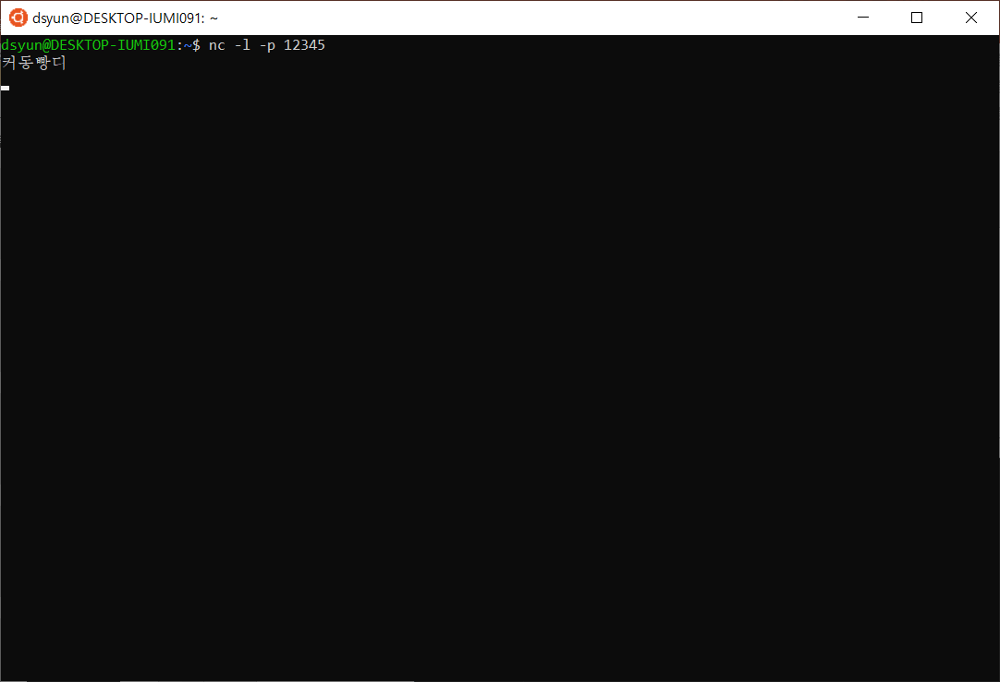 dsyun@DESKTOP-IUMI091: ~
dsyun@DESKTOP-IUMI091:~$ nc -l -p 12345
커동빵디